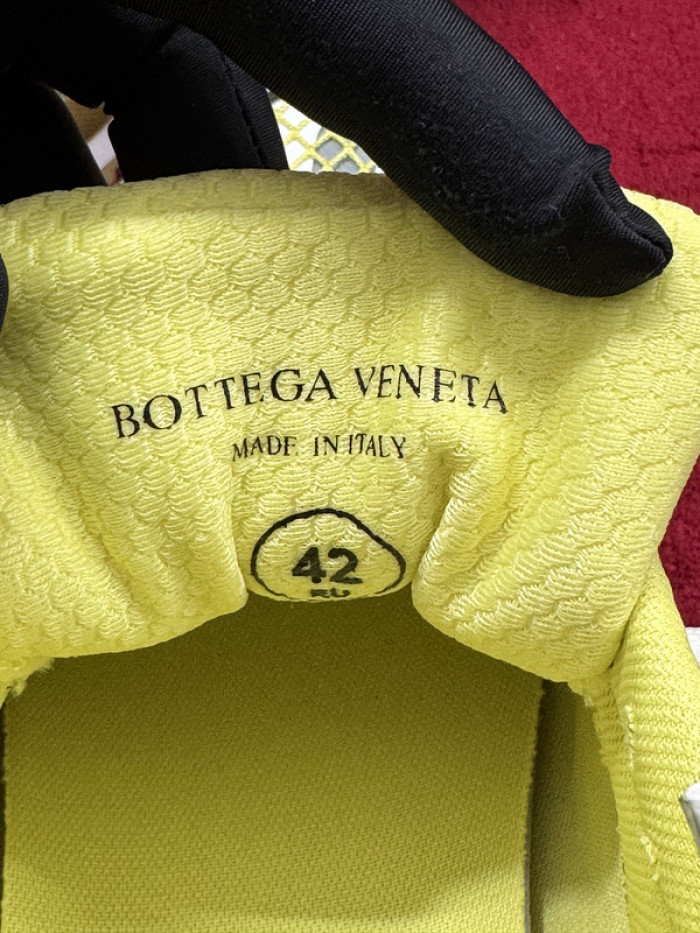 BOTTEGA VENETA
MADE IN ITALY
42
EU